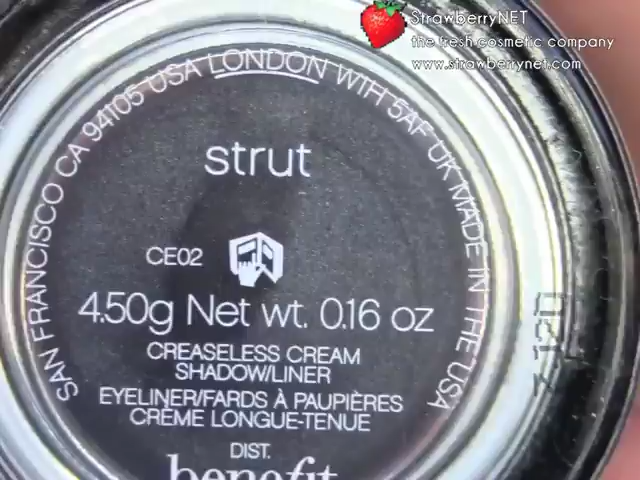 StrawberryNET
the fresh cosmetic company
www.strawberrynet.com
SAN FRANCISCO CA 94105 USA LONDON W1H 5AF UK MADE IN THE USA
strut
CE02
4.50g Net wt. 0.16 oz
CREASELESS CREAM
SHADOW/LINER
EYELINER/FARDS À PAUPIÈRES
CRÈME LONGUE-TENUE
DIST.
benefit